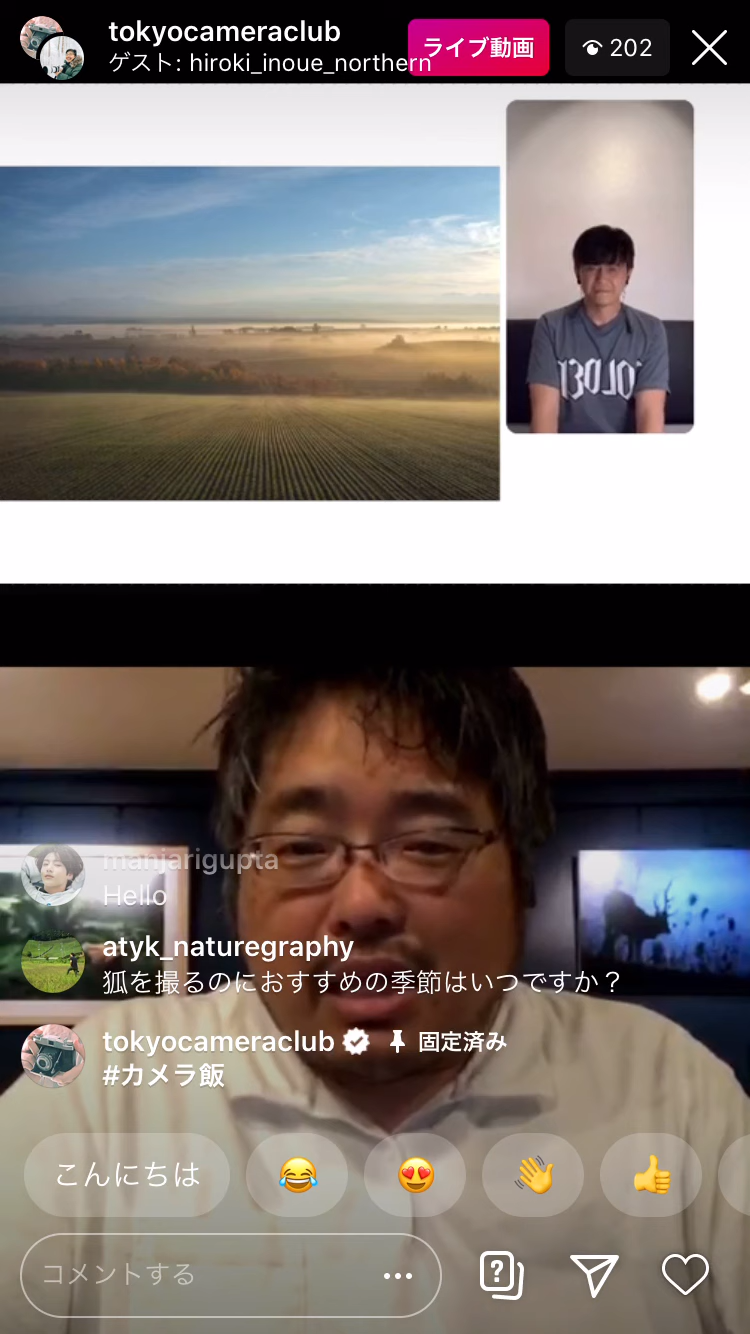 tokyocameraclub
ゲスト: hiroki_inoue_northern
ライブ動画
202
manjarigupta
Hello
atyk_naturegraphy
狐を撮るのにおすすめの季節はいつですか？
tokyocameraclub 固定済み
#カメラ飯
こんにちは
コメントする